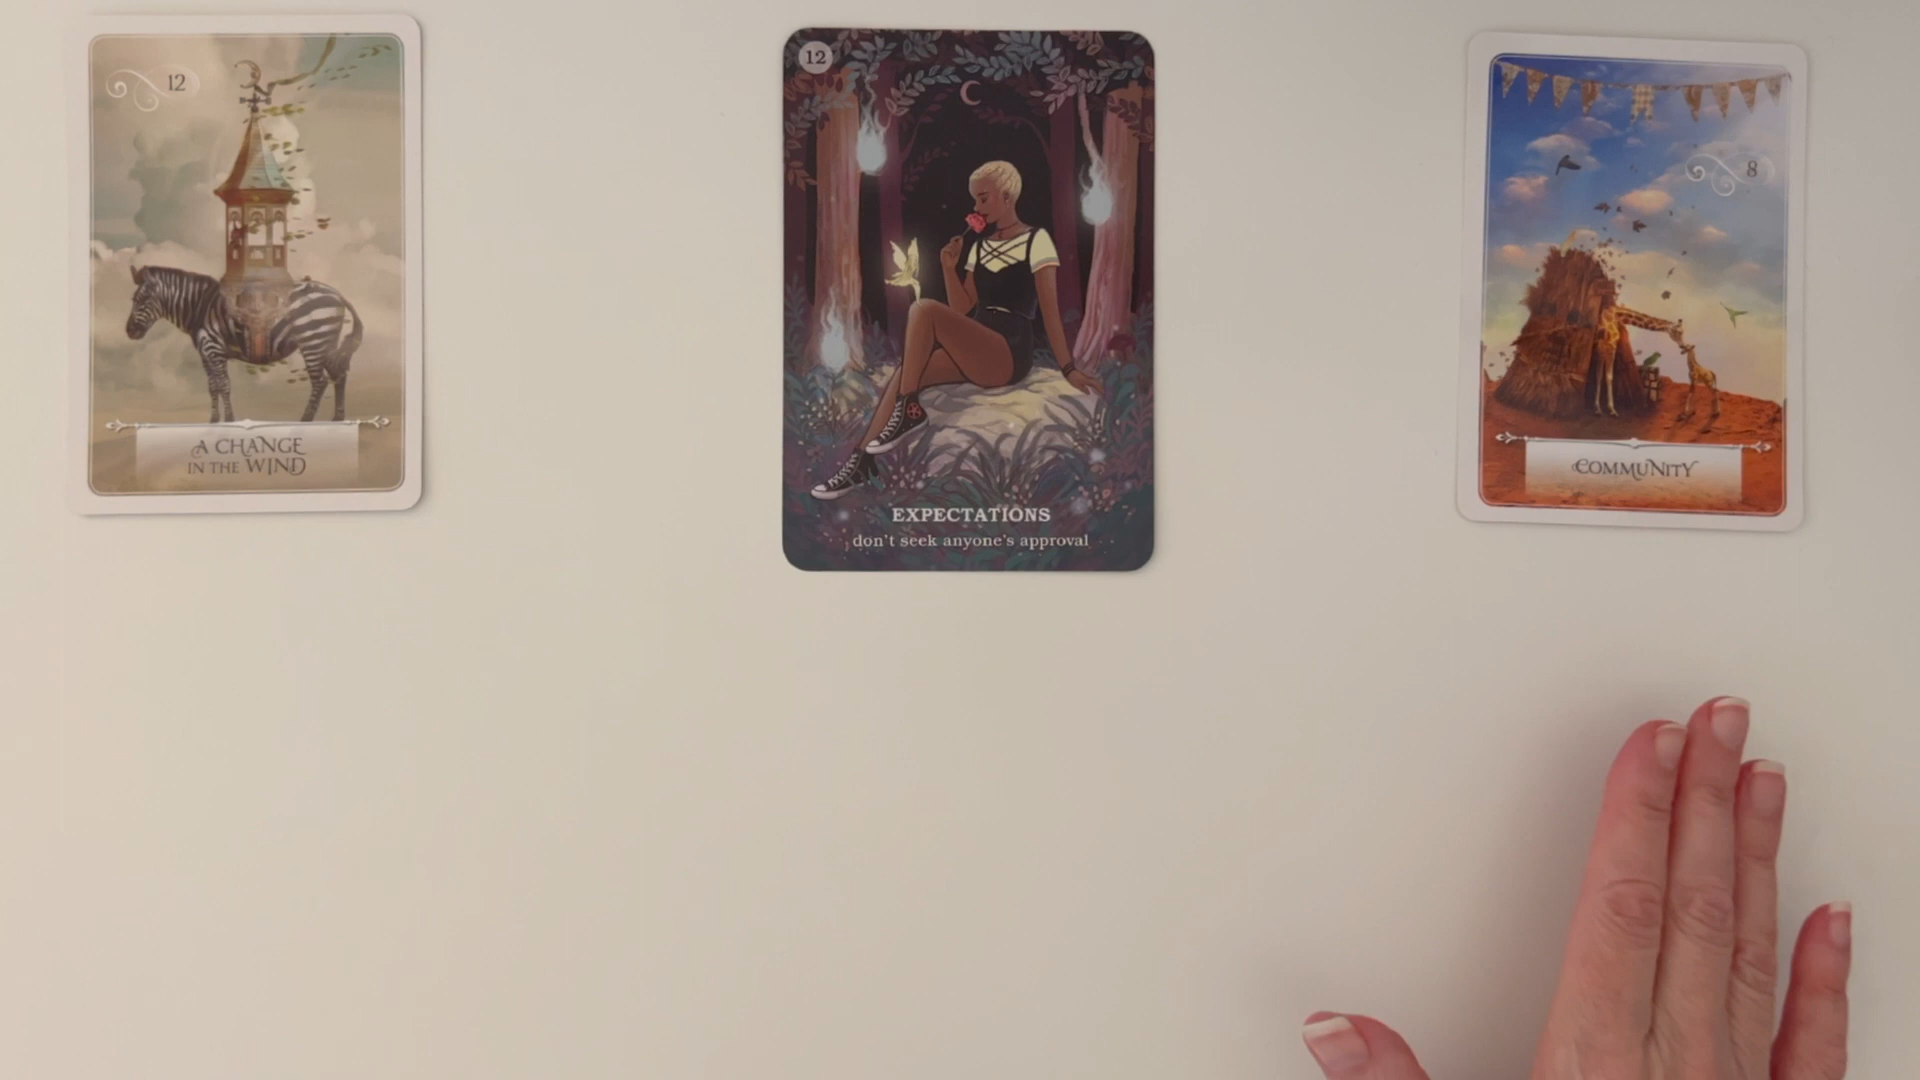 12
A CHANGE
IN THE WIND
12
EXPECTATIONS
don't seek anyone's approval
8
COMMUNITY